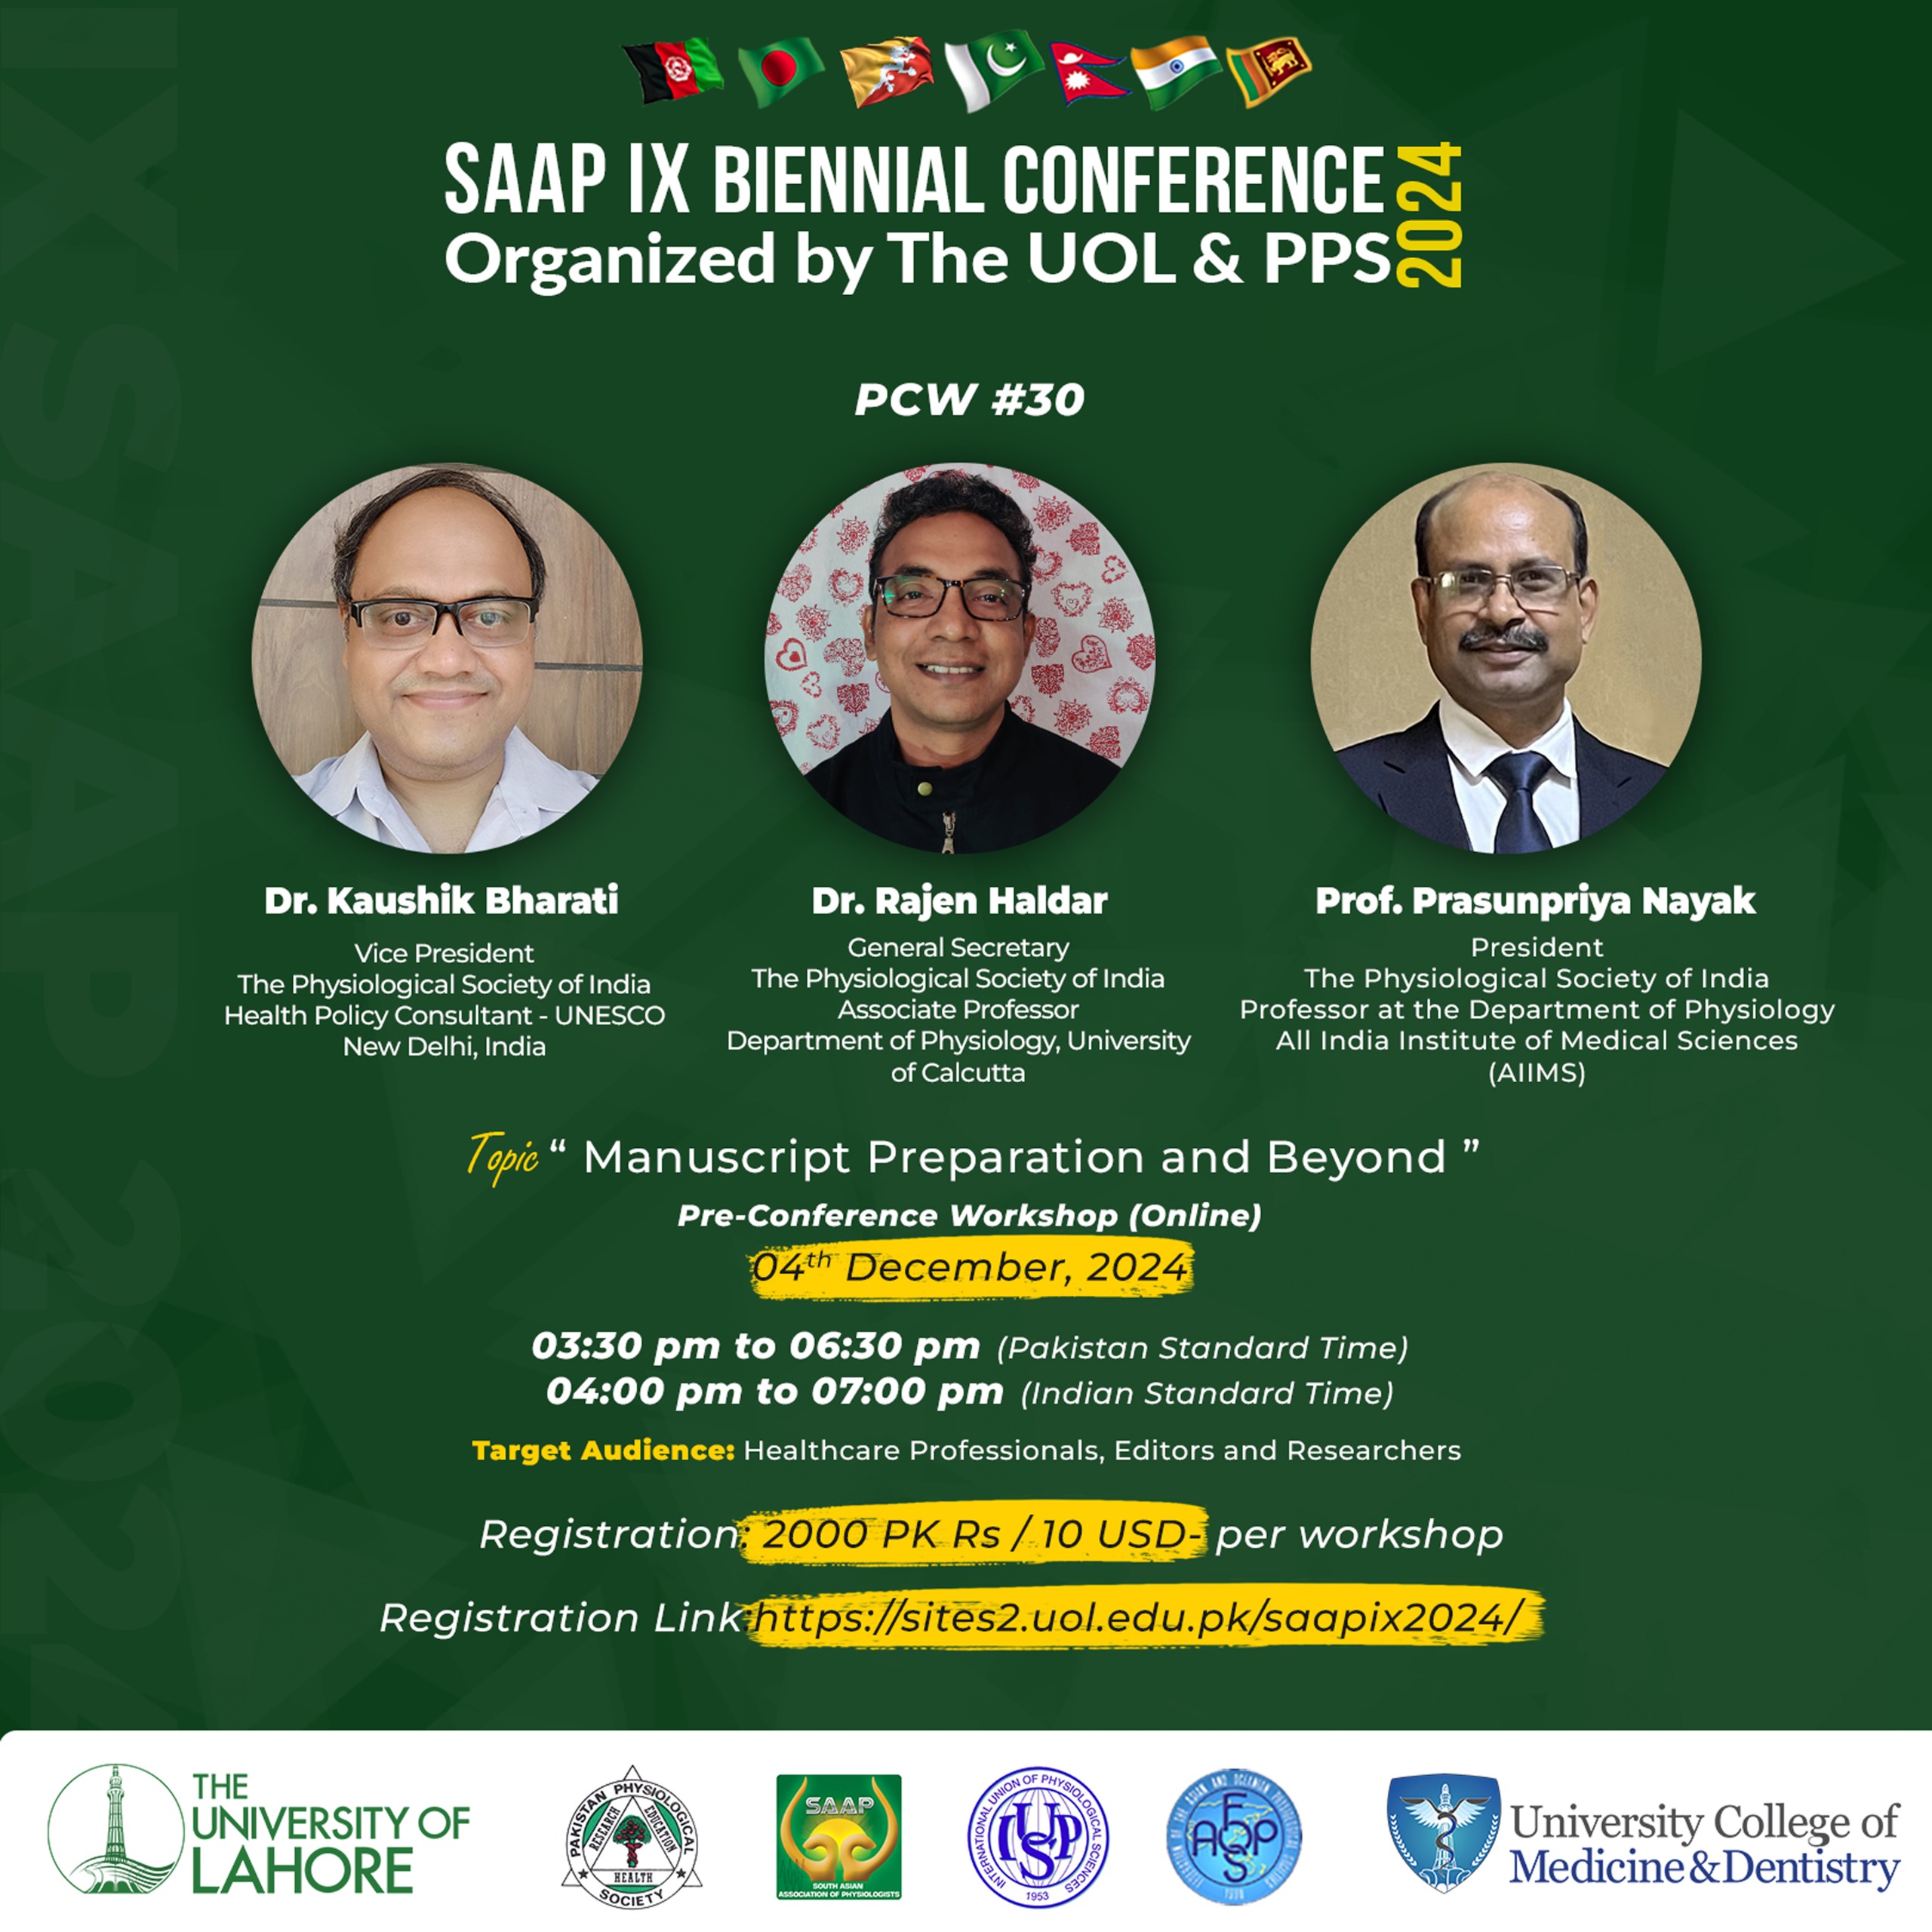 SAAP IX BIENNIAL CONFERENCE
Organized by The UOL & PPS
2024
PCW #30
Dr. Kaushik Bharati
Vice President
The Physiological Society of India
Health Policy Consultant - UNESCO
New Delhi, India
Dr. Rajen Haldar
General Secretary
The Physiological Society of India
Associate Professor
Department of Physiology, University
of Calcutta
Prof. Prasunpriya Nayak
President
The Physiological Society of India
Professor at the Department of Physiology
All India Institute of Medical Sciences
(AIIMS)
Topic “ Manuscript Preparation and Beyond ”
Pre-Conference Workshop (Online)
04th December, 2024
03:30 pm to 06:30 pm (Pakistan Standard Time)
04:00 pm to 07:00 pm (Indian Standard Time)
Target Audience: Healthcare Professionals, Editors and Researchers
Registration: 2000 PK Rs / 10 USD- per workshop
Registration Link:https://sites2.uol.edu.pk/saapix2024/
THE
UNIVERSITY OF
LAHORE
PAKISTAN PHYSIOLOGICAL
SOCIETY
RESEARCH
EDUCATION
HEALTH
SAAP
SOUTH ASIAN
ASSOCIATION OF PHYSIOLOGISTS
INTERNATIONAL UNION OF PHYSIOLOGICAL SCIENCES
IUPS
1953
FAOPS
University College of
Medicine&Dentistry
IX SAAP 2022